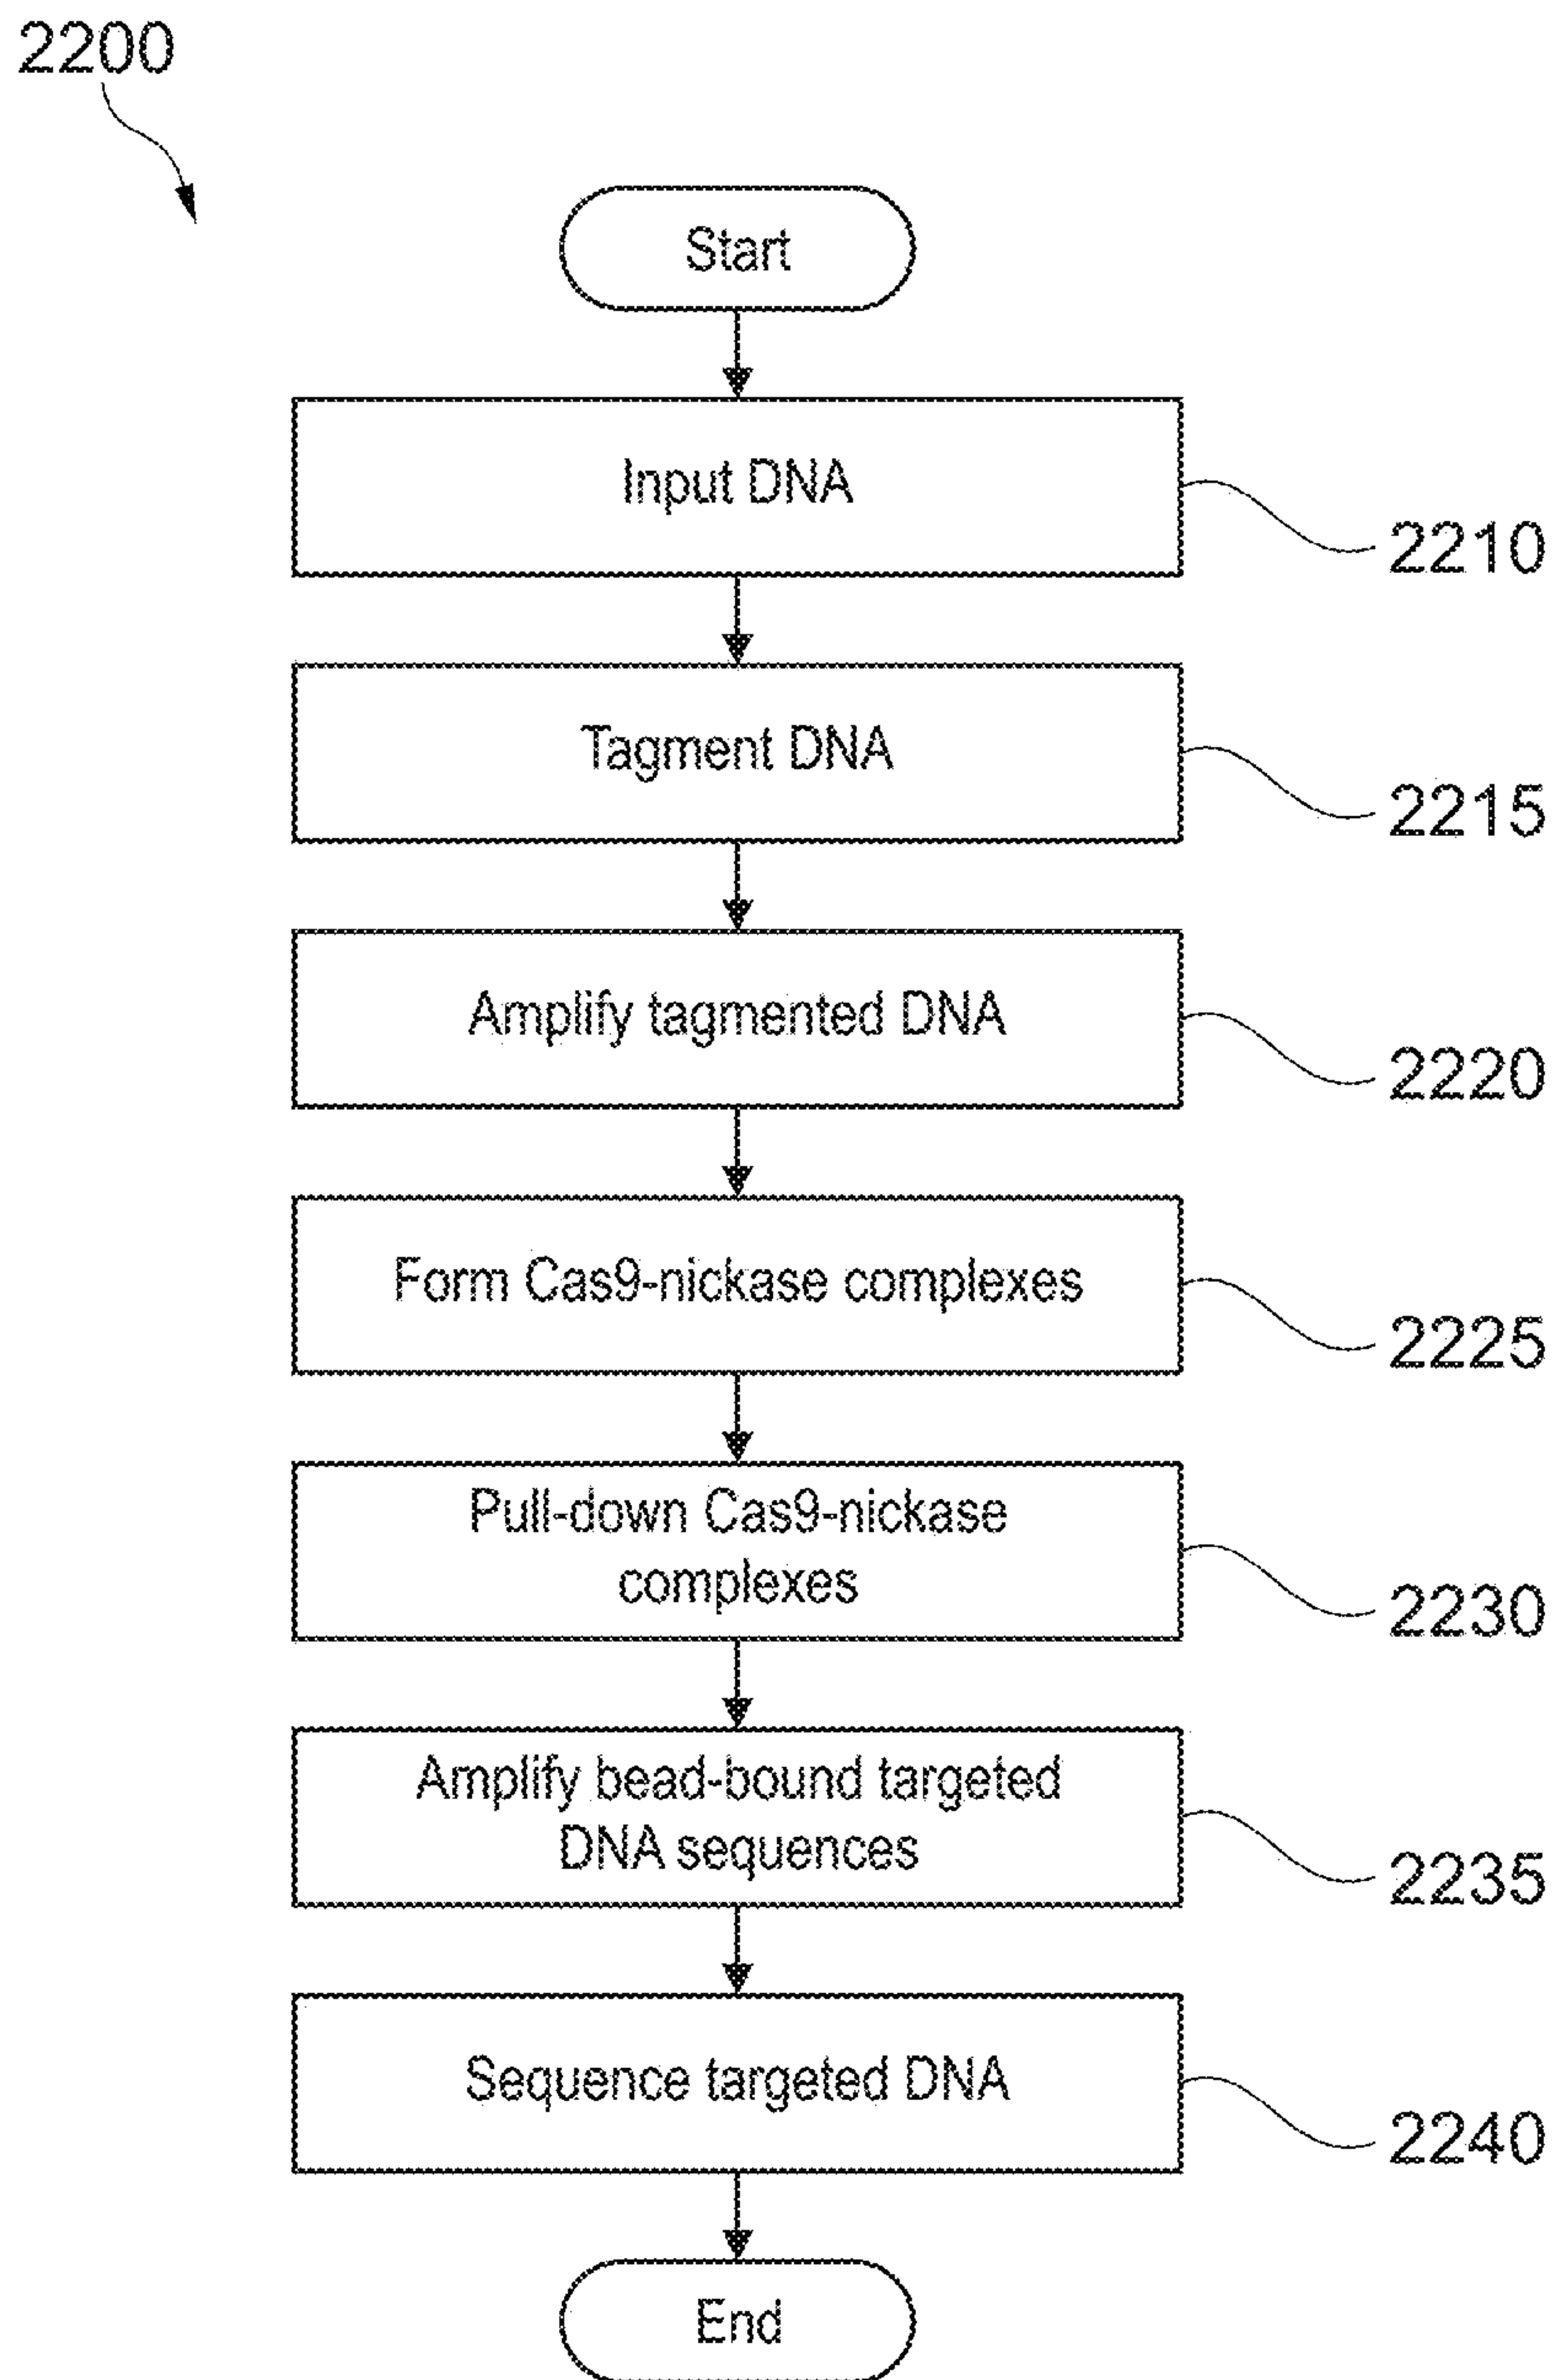 2200
Start
Input DNA
2210
Tagment DNA
2215
Amplify tagmented DNA
2220
Form Cas9-nickase complexes
2225
Pull-down Cas9-nickase
complexes
2230
Amplify bead-bound targeted
DNA sequences
2235
Sequence targeted DNA
2240
End